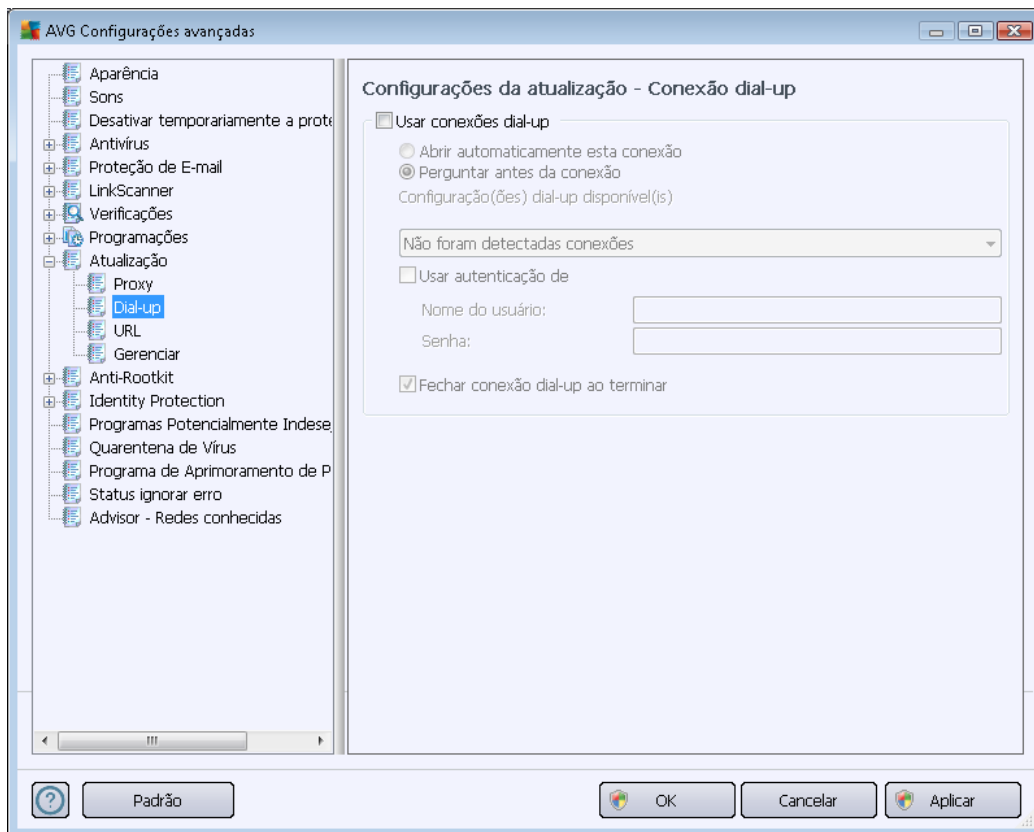 AVG Configurações avançadas
Aparência
Sons
Desativar temporariamente a prote
Antivírus
Proteção de E-mail
LinkScanner
Verificações
Programações
Atualização
Proxy
Dial-up
URL
Gerenciar
Anti-Rootkit
Identity Protection
Programas Potencialmente Indese
Quarentena de Vírus
Programa de Aprimoramento de P
Status ignorar erro
Advisor - Redes conhecidas
Configurações da atualização - Conexão dial-up
Usar conexões dial-up
Abrir automaticamente esta conexão
Perguntar antes da conexão
Configuração(ões) dial-up disponível(is)
Não foram detectadas conexões
Usar autenticação de
Nome do usuário:
Senha:
Fechar conexão dial-up ao terminar
Padrão
OK
Cancelar
Aplicar